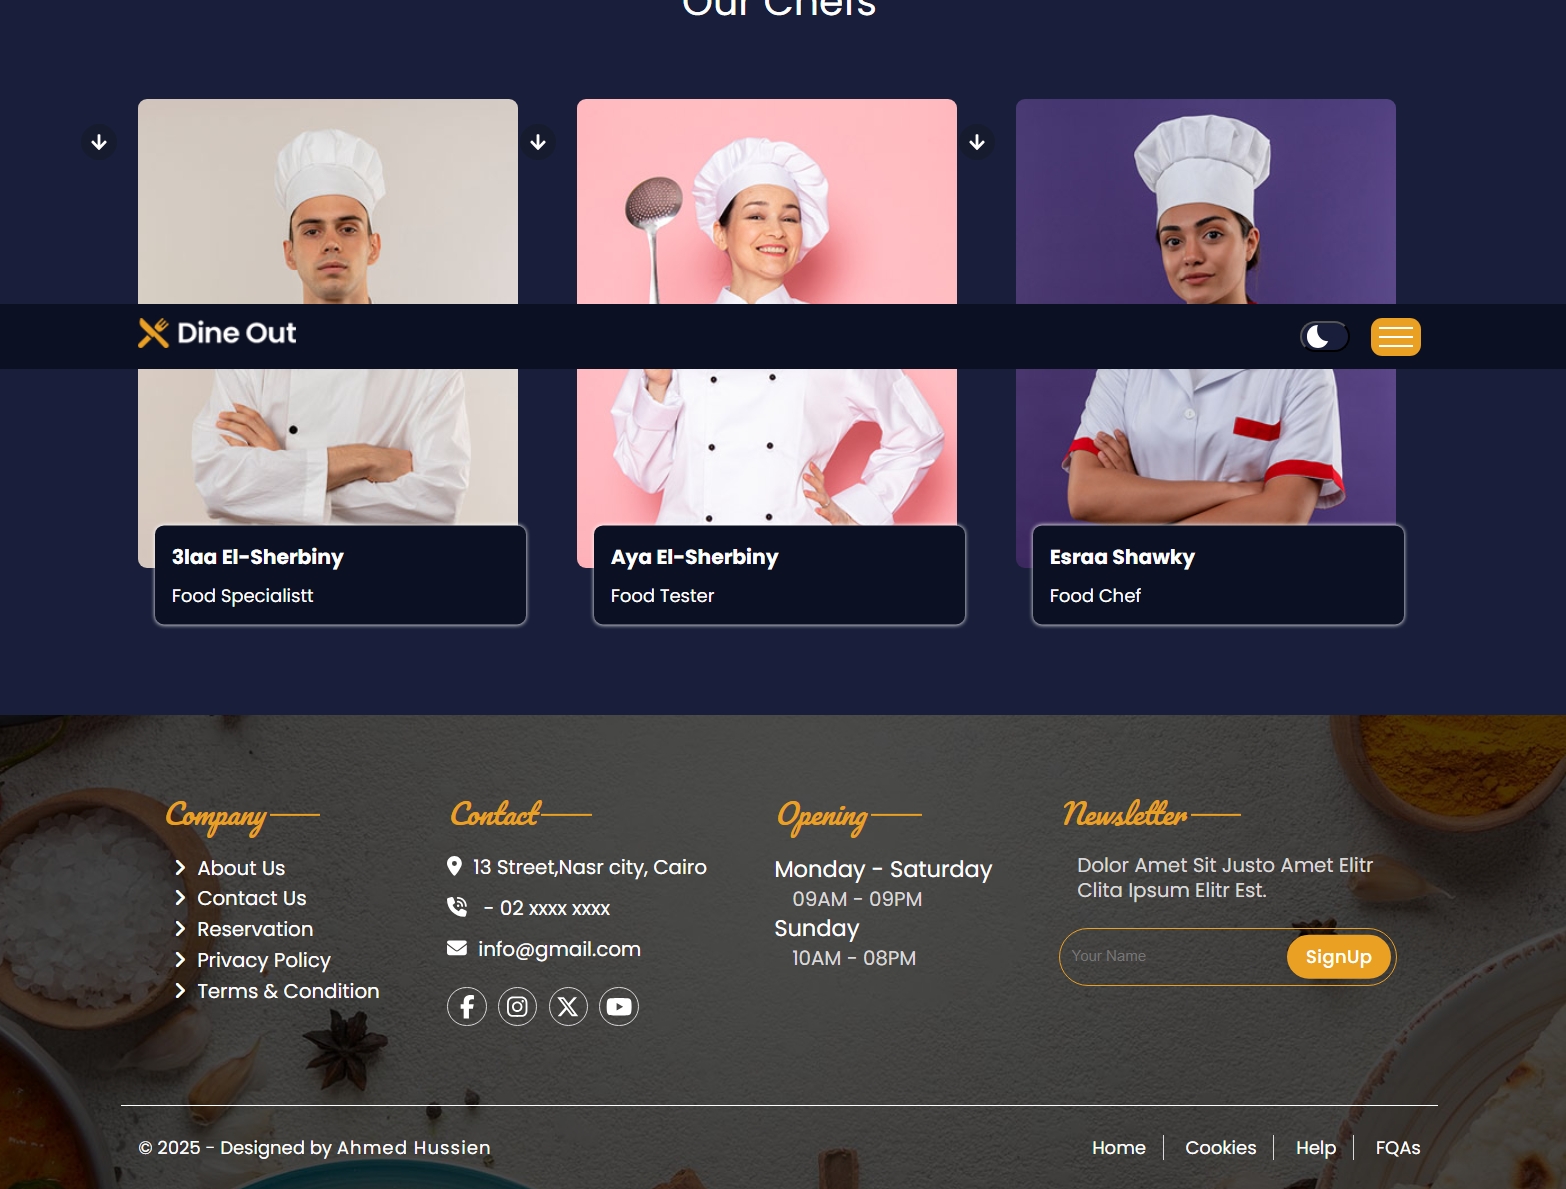 Our Chefs
Dine Out
3laa El-Sherbiny
Food Specialistt
Aya El-Sherbiny
Food Tester
Esraa Shawky
Food Chef
Company
About Us
Contact Us
Reservation
Privacy Policy
Terms & Condition
Contact
13 Street,Nasr city, Cairo
- 02 xxxx xxxx
info@gmail.com
Opening
Monday - Saturday
09AM - 09PM
Sunday
10AM - 08PM
Newsletter
Dolor Amet Sit Justo Amet Elitr
Clita Ipsum Elitr Est.
Your Name
SignUp
© 2025 - Designed by Ahmed Hussien
Home Cookies Help FQAs